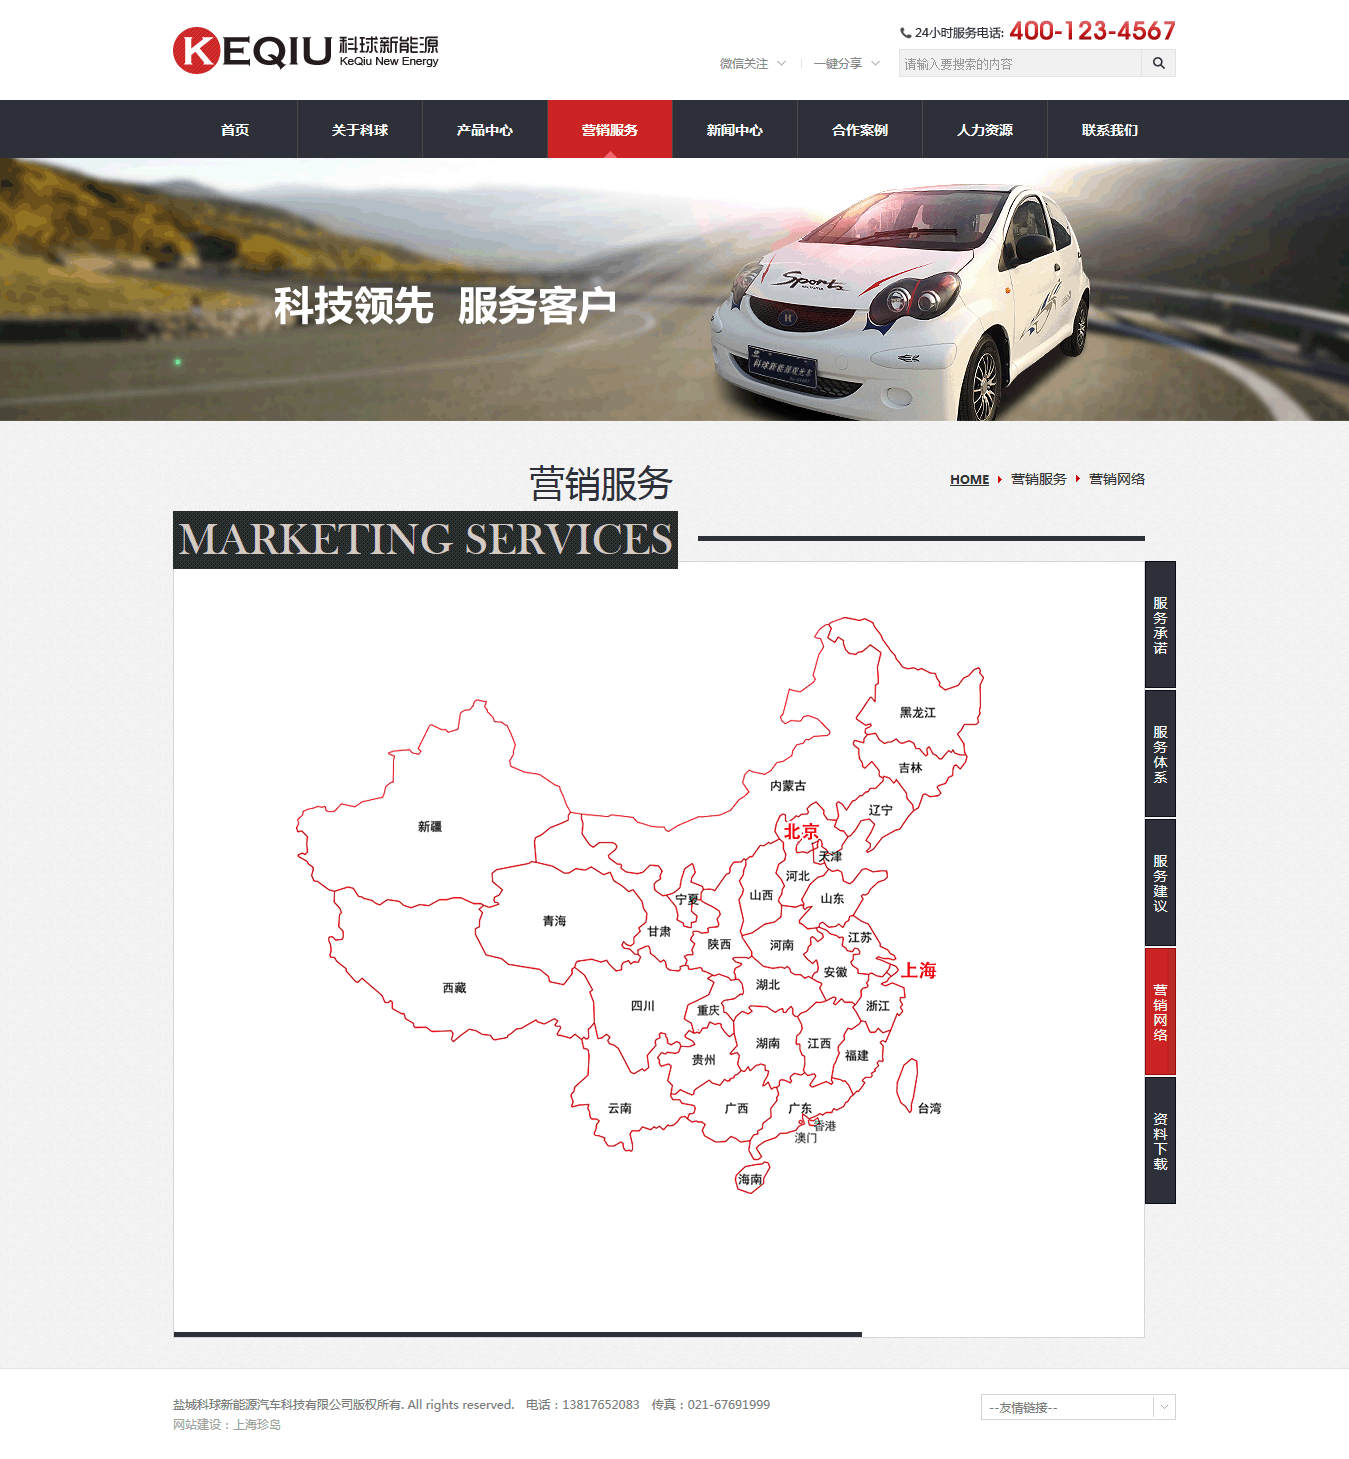 KEQIU 科球新能源
KeQiu New Energy
24小时服务电话: 400-123-4567
微信关注 一键分享 请输入要搜索的内容
首页 关于科球 产品中心 营销服务 新闻中心 合作案例 人力资源 联系我们
Sports
科技领先 服务客户
科球新能源观光车
营销服务
HOME 营销服务 营销网络
MARKETING SERVICES
服务承诺
服务体系
服务建议
营销网络
资料下载
黑龙江
吉林
内蒙古
辽宁
新疆
北京
天津
河北
山西
山东
宁夏
青海
甘肃
江苏
陕西
河南
上海
安徽
湖北
西藏
四川
重庆
浙江
湖南
江西
福建
贵州
云南
广西
广东
台湾
香港
澳门
海南
盐城科球新能源汽车科技有限公司版权所有. All rights reserved. 电话：13817652083 传真：021-67691999
--友情链接--
网站建设：上海珍岛